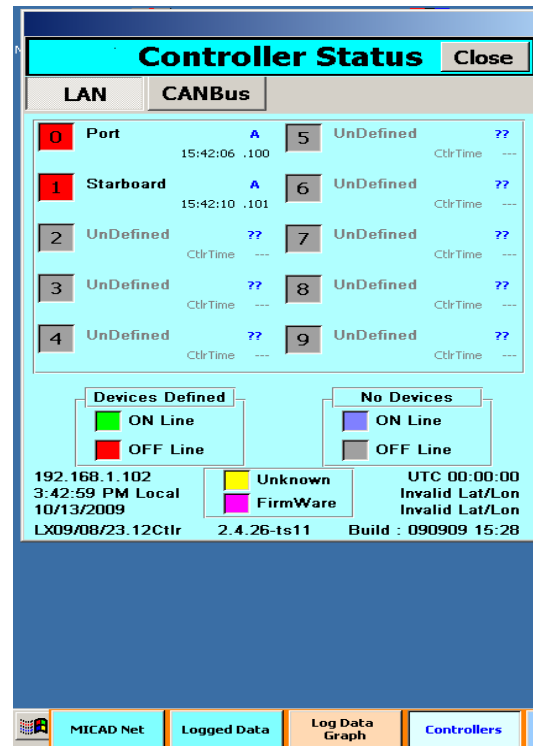 Controller Status Close
LAN CANBus
0 Port A
15:42:06 .100
1 Starboard A
15:42:10 .101
2 UnDefined ??
CtlrTime ---
3 UnDefined ??
CtlrTime ---
4 UnDefined ??
CtlrTime ---
5 UnDefined ??
CtlrTime ---
6 UnDefined ??
CtlrTime ---
7 UnDefined ??
CtlrTime ---
8 UnDefined ??
CtlrTime ---
9 UnDefined ??
CtlrTime ---
Devices Defined
ON Line
OFF Line
No Devices
ON Line
OFF Line
192.168.1.102
3:42:59 PM Local
10/13/2009
Unknown
FirmWare
UTC 00:00:00
Invalid Lat/Lon
Invalid Lat/Lon
LX09/08/23.12Ctlr 2.4.26-ts11 Build : 090909 15:28
MICAD Net
Logged Data
Log Data
Graph
Controllers